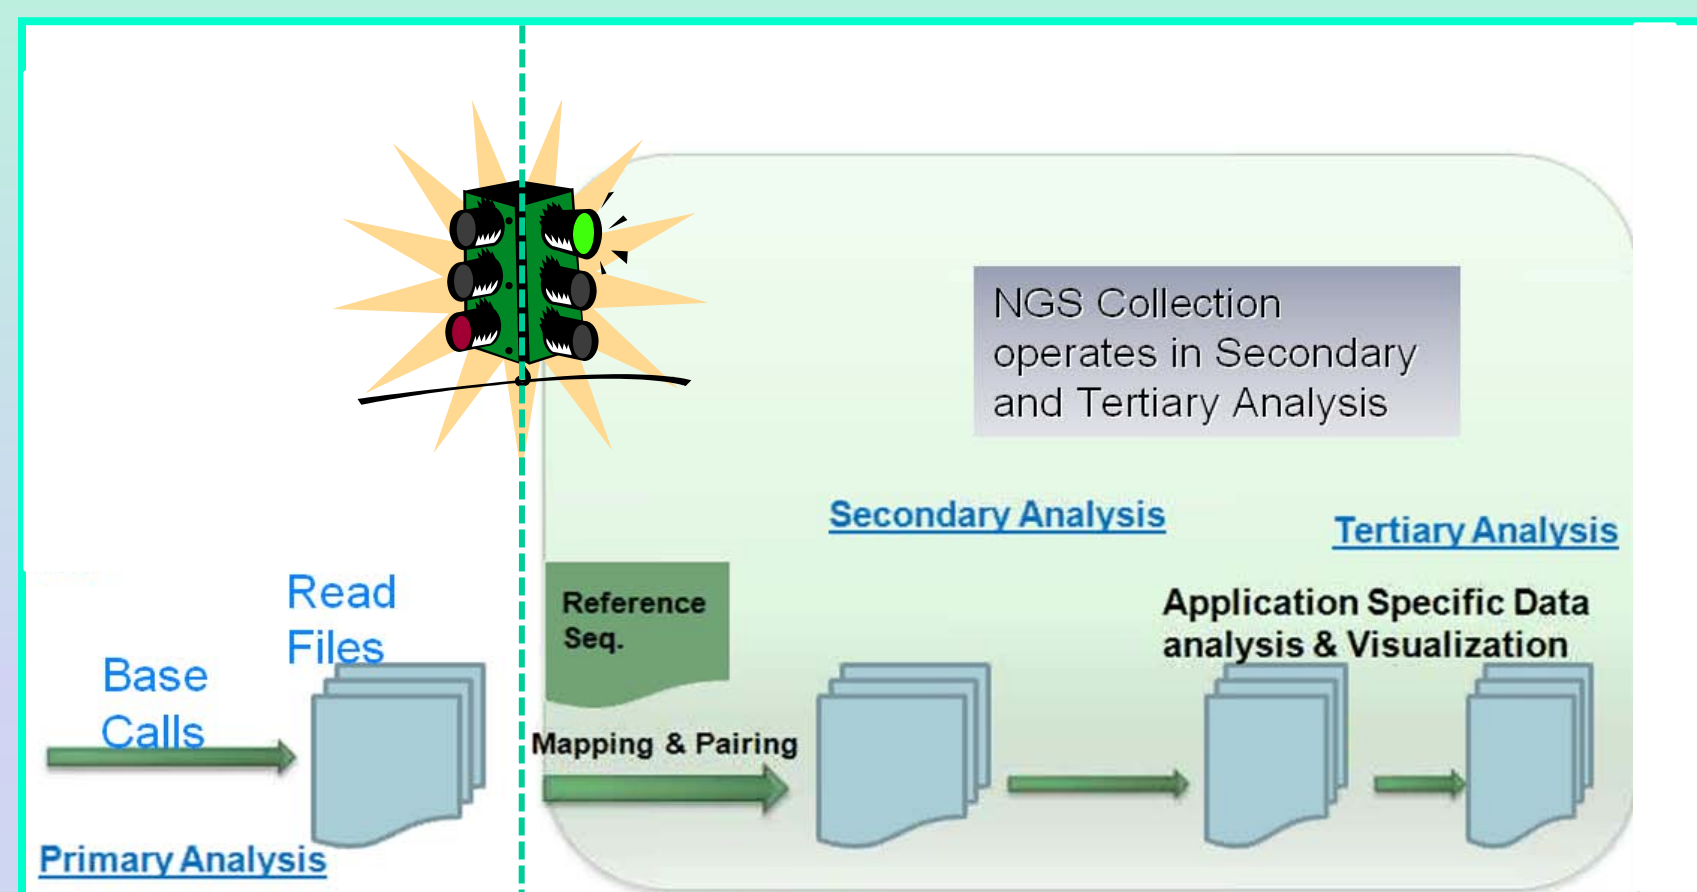 NGS Collection
operates in Secondary
and Tertiary Analysis
Secondary Analysis
Tertiary Analysis
Read
Files
Base
Calls
Reference
Seq.
Application Specific Data
analysis & Visualization
Mapping & Pairing
Primary Analysis